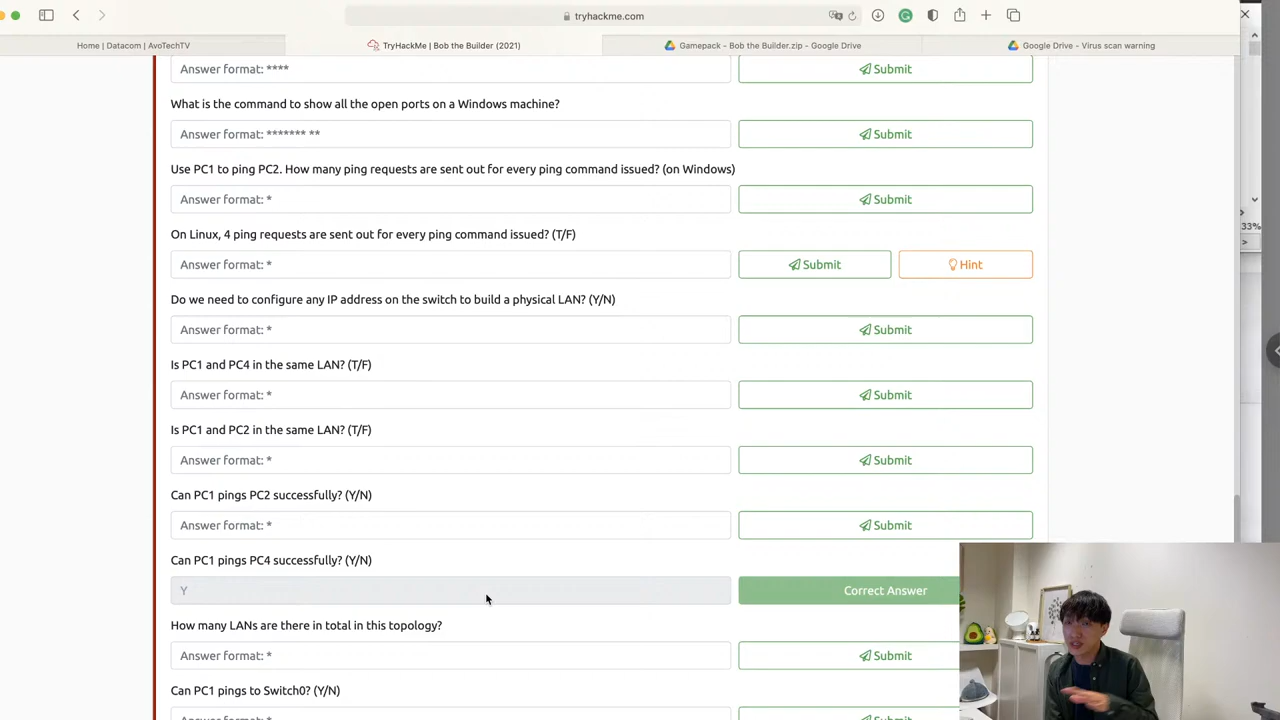 tryhackme.com
Home | Datacom | AvoTechTV
TryHackMe | Bob the Builder (2021)
Gamepack - Bob the Builder.zip - Google Drive
Google Drive - Virus scan warning
Answer format: ****
Submit
What is the command to show all the open ports on a Windows machine?
Answer format: ******* **
Submit
Use PC1 to ping PC2. How many ping requests are sent out for every ping command issued? (on Windows)
Answer format: *
Submit
33%
On Linux, 4 ping requests are sent out for every ping command issued? (T/F)
Answer format: *
Submit
Hint
Do we need to configure any IP address on the switch to build a physical LAN? (Y/N)
Answer format: *
Submit
Is PC1 and PC4 in the same LAN? (T/F)
Answer format: *
Submit
Is PC1 and PC2 in the same LAN? (T/F)
Answer format: *
Submit
Can PC1 pings PC2 successfully? (Y/N)
Answer format: *
Submit
Can PC1 pings PC4 successfully? (Y/N)
Y
Correct Answer
How many LANs are there in total in this topology?
Answer format: *
Submit
Can PC1 pings to Switch0? (Y/N)
Answer format: *
Submit